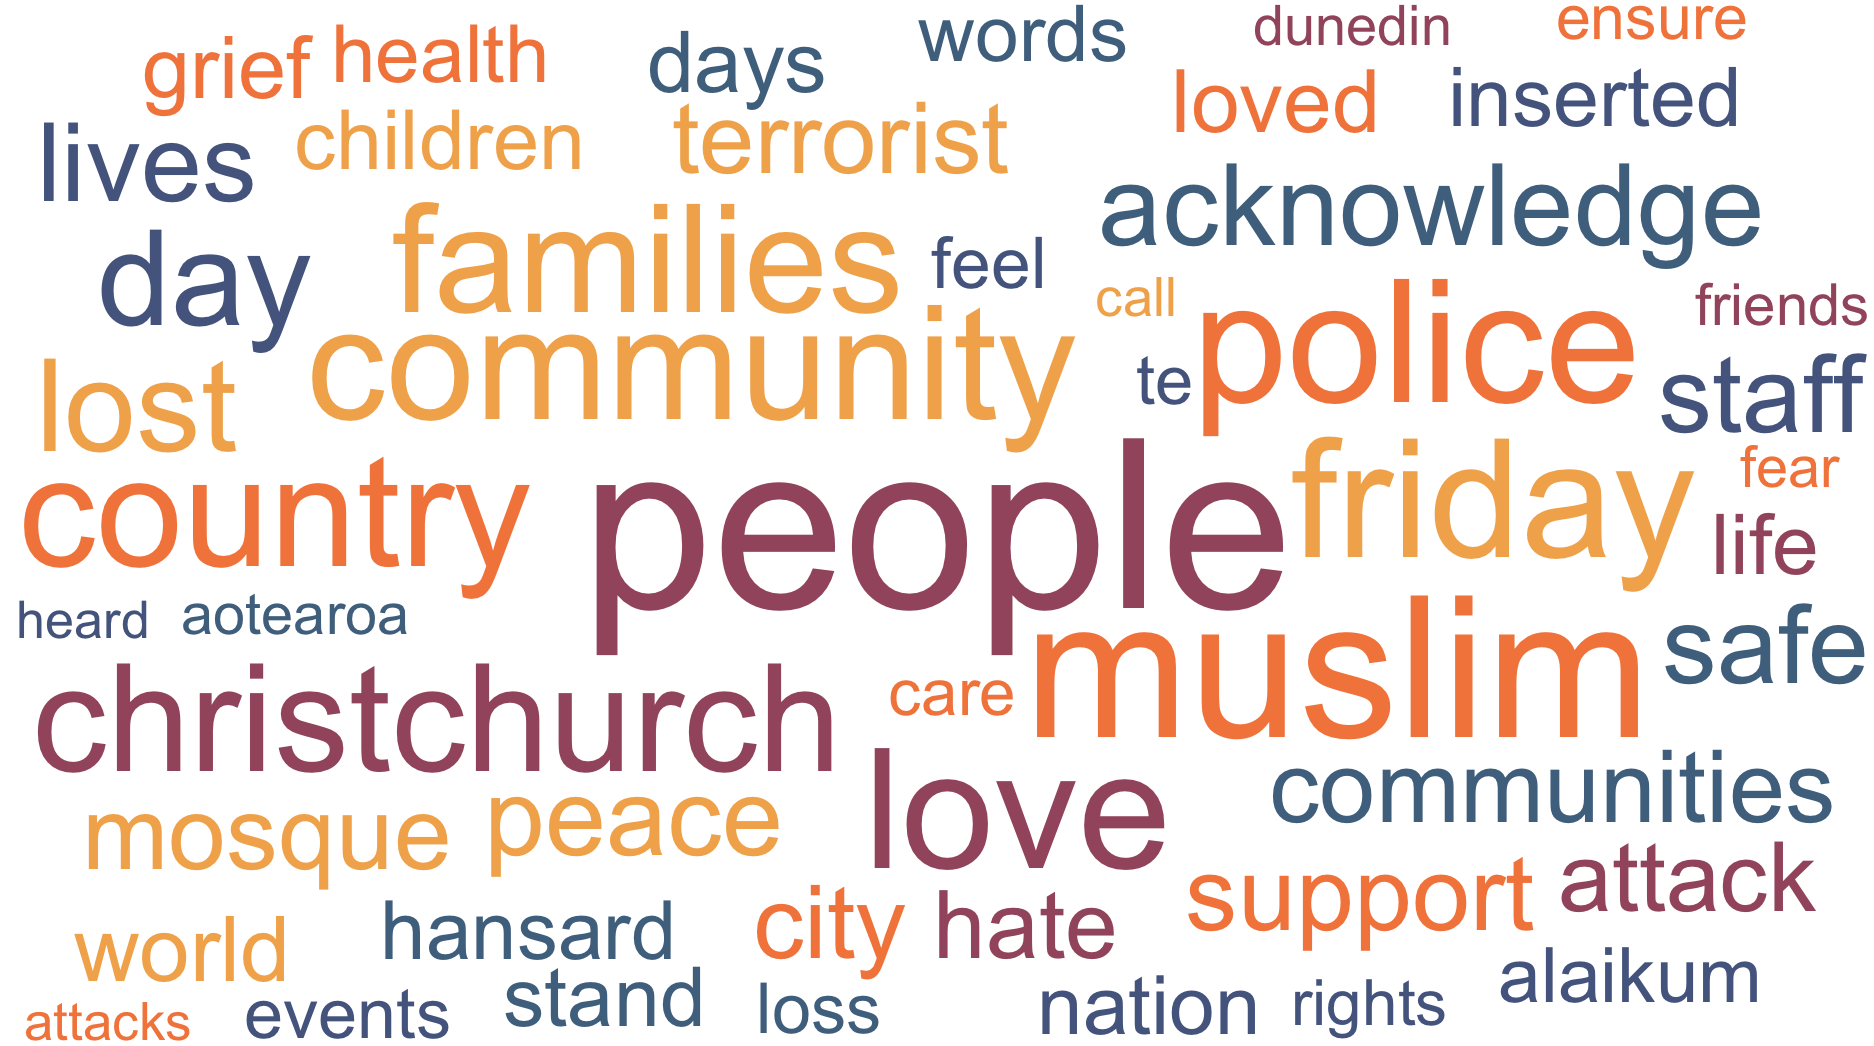 grief
health
days
words
dunedin
ensure
lives
children
terrorist
loved
inserted
day
families
feel
acknowledge
call
friends
lost
community
te
police
staff
country
people
friday
fear
life
heard
aotearoa
muslim
safe
christchurch
care
love
communities
mosque
peace
support
attack
world
hansard
city
hate
alaikum
attacks
events
stand
loss
nation
rights